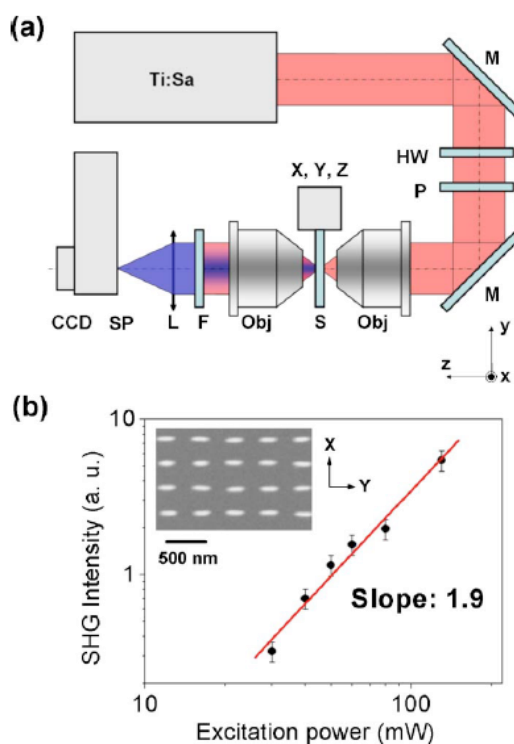 (a)
Ti:Sa
M
HW
P
X, Y, Z
M
CCD SP L F Obj S Obj
y
z
x
(b)
10
X
Y
500 nm
1
SHG Intensity (a. u.)
Slope: 1.9
10 100
Excitation power (mW)